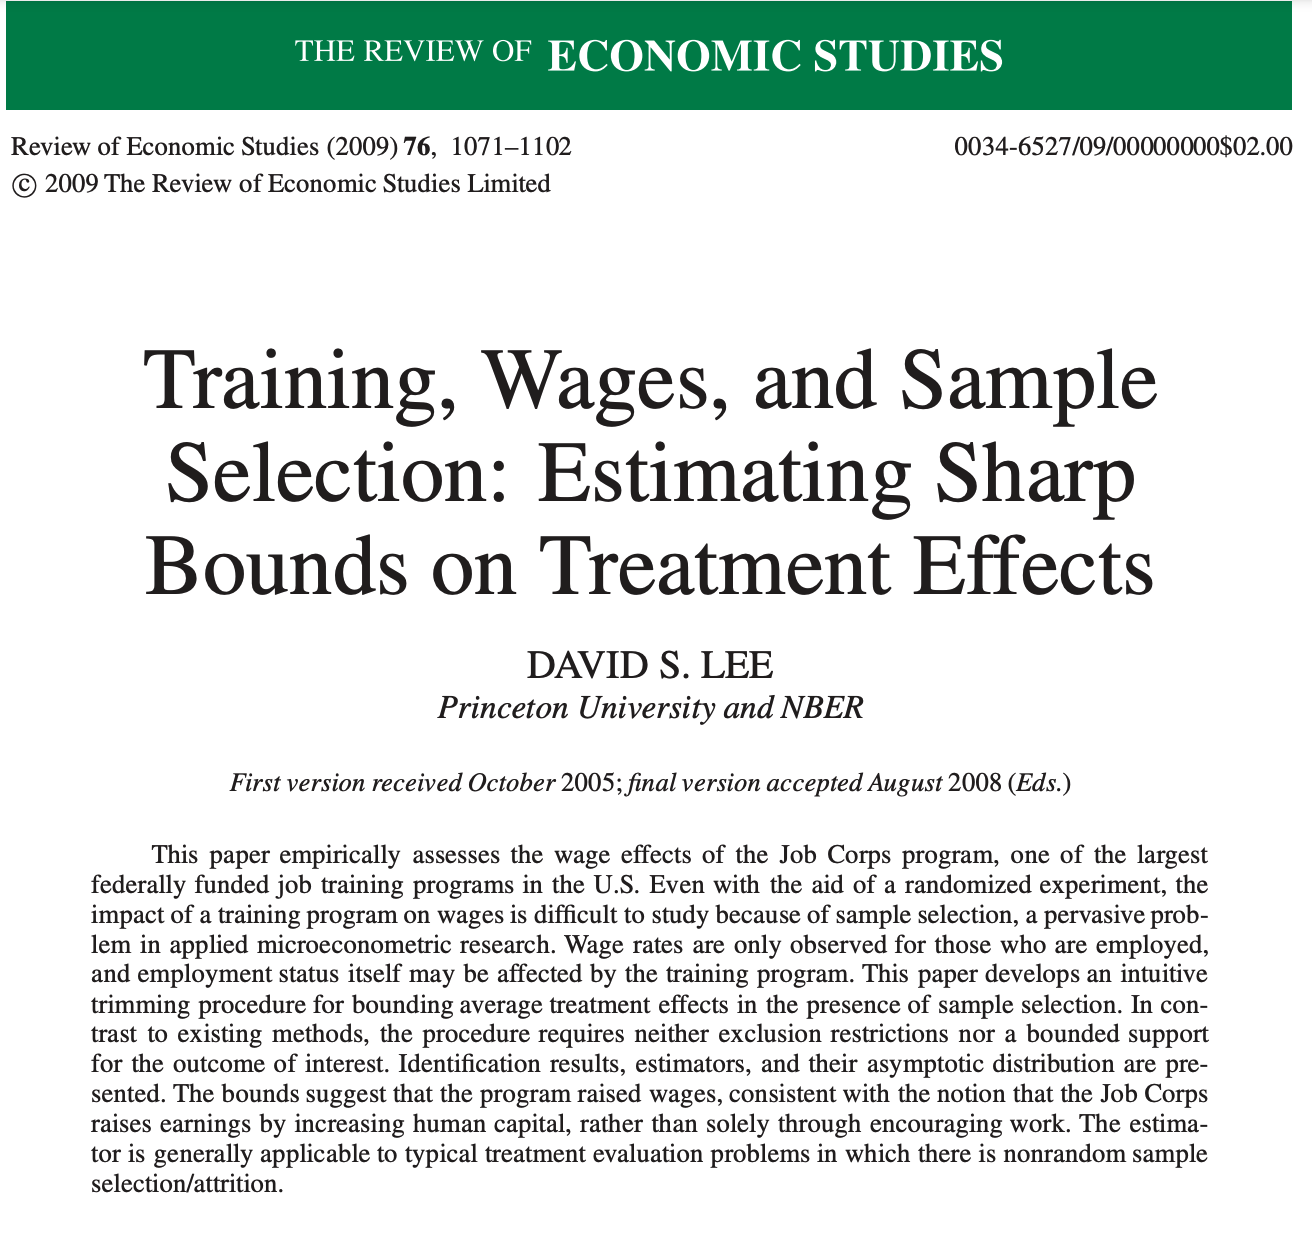 THE REVIEW OF ECONOMIC STUDIES
Review of Economic Studies (2009) 76, 1071–1102
0034-6527/09/00000000$02.00
© 2009 The Review of Economic Studies Limited
Training, Wages, and Sample
Selection: Estimating Sharp
Bounds on Treatment Effects
DAVID S. LEE
Princeton University and NBER
First version received October 2005; final version accepted August 2008 (Eds.)
This paper empirically assesses the wage effects of the Job Corps program, one of the largest
federally funded job training programs in the U.S. Even with the aid of a randomized experiment, the
impact of a training program on wages is difficult to study because of sample selection, a pervasive prob-
lem in applied microeconometric research. Wage rates are only observed for those who are employed,
and employment status itself may be affected by the training program. This paper develops an intuitive
trimming procedure for bounding average treatment effects in the presence of sample selection. In con-
trast to existing methods, the procedure requires neither exclusion restrictions nor a bounded support
for the outcome of interest. Identification results, estimators, and their asymptotic distribution are pre-
sented. The bounds suggest that the program raised wages, consistent with the notion that the Job Corps
raises earnings by increasing human capital, rather than solely through encouraging work. The estima-
tor is generally applicable to typical treatment evaluation problems in which there is nonrandom sample
selection/attrition.